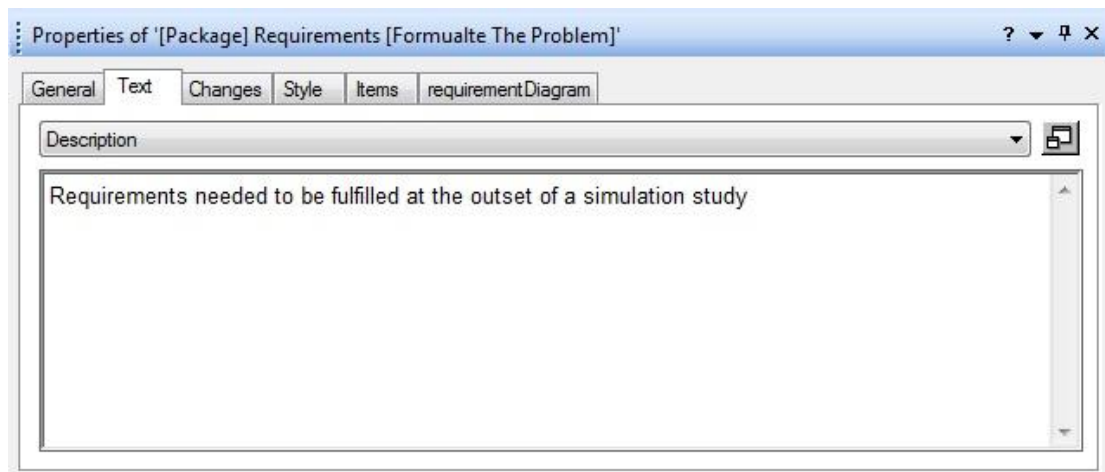 Properties of '[Package] Requirements [Formualte The Problem]' ?
General Text Changes Style Items requirementDiagram
Description
Requirements needed to be fulfilled at the outset of a simulation study